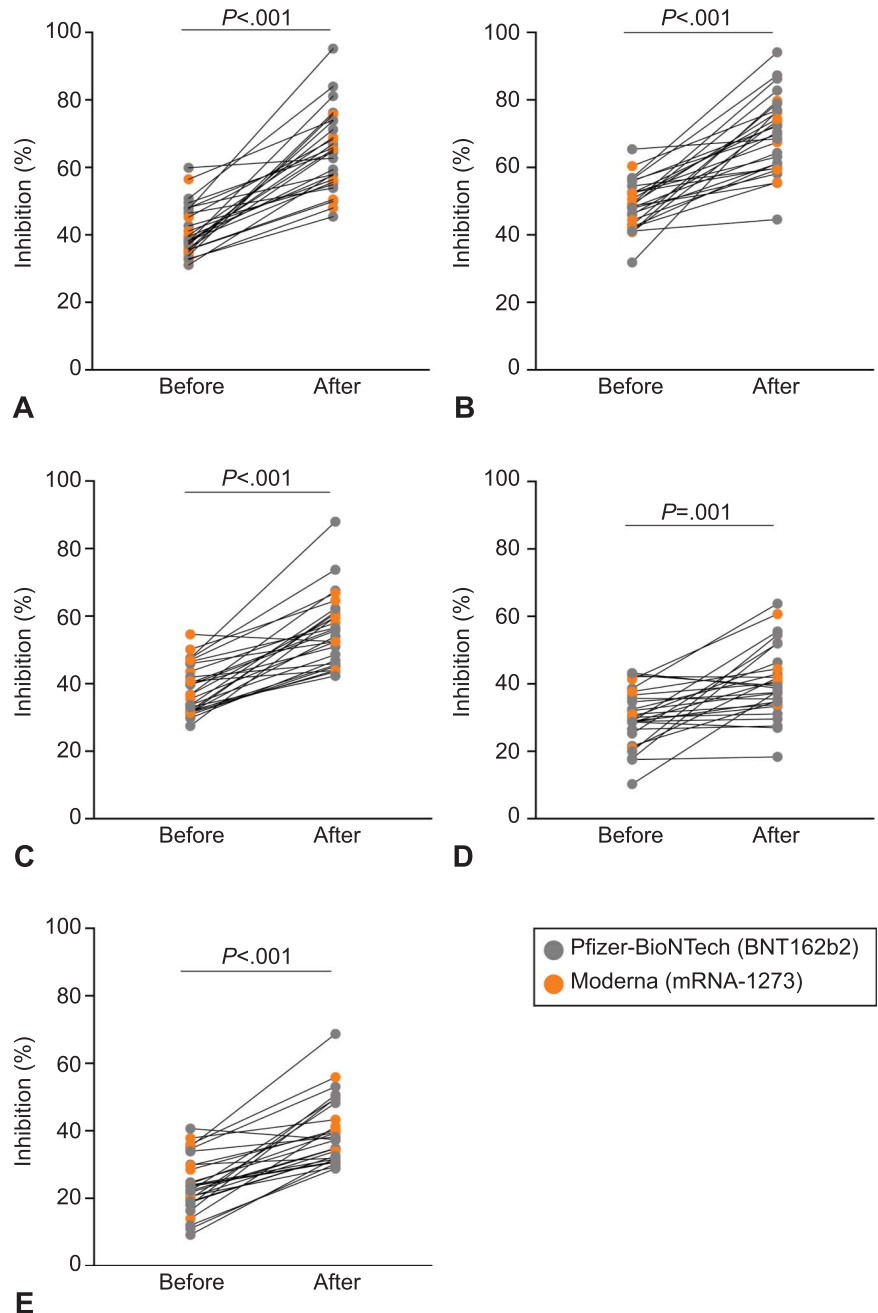 P<.001
100
80
60
40
20
0
Inhibition (%)
Before After
A
P<.001
100
80
60
40
20
0
Inhibition (%)
Before After
B
P<.001
100
80
60
40
20
0
Inhibition (%)
Before After
C
P=.001
100
80
60
40
20
0
Inhibition (%)
Before After
D
P<.001
100
80
60
40
20
0
Inhibition (%)
Before After
E
Pfizer-BioNTech (BNT162b2)
Moderna (mRNA-1273)